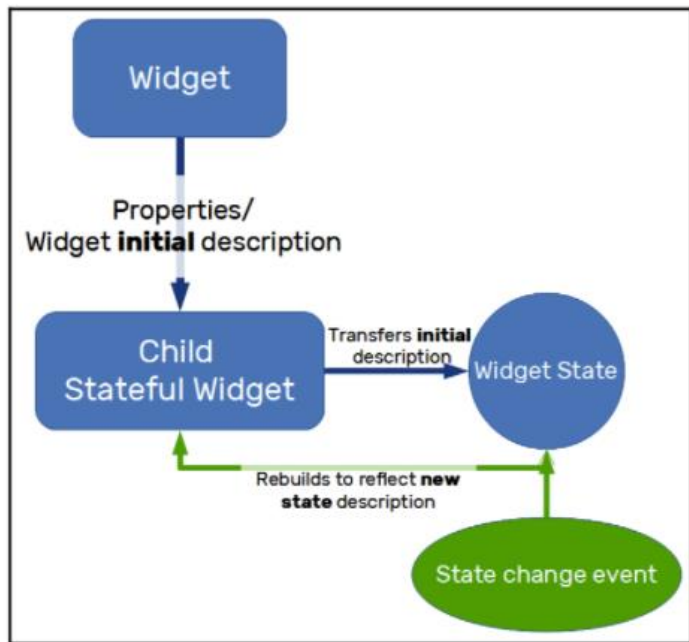 Widget
Properties/
Widget initial description
Child
Stateful Widget
Transfers initial
description
Widget State
Rebuilds to reflect new
state description
State change event